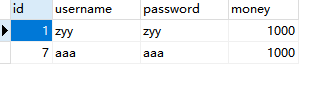 id username password money
1 zyy zyy 1000
7 aaa aaa 1000